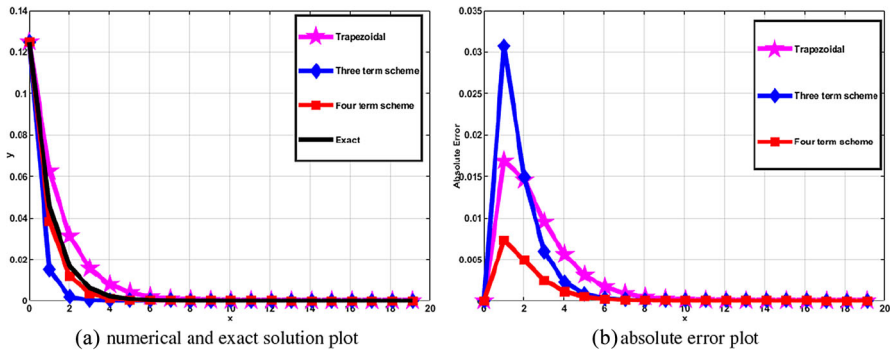 0.14
0.12
0.1
0.08
0.06
0.04
0.02
0
y
0 2 4 6 8 10 12 14 16 18 20
x
Trapezoidal
Three term scheme
Four term scheme
Exact
(a) numerical and exact solution plot
0.035
0.03
0.025
0.02
0.015
0.01
0.005
0
Absolute Error
0 2 4 6 8 10 12 14 16 18 20
x
Trapezoidal
Three term scheme
Four term scheme
(b) absolute error plot